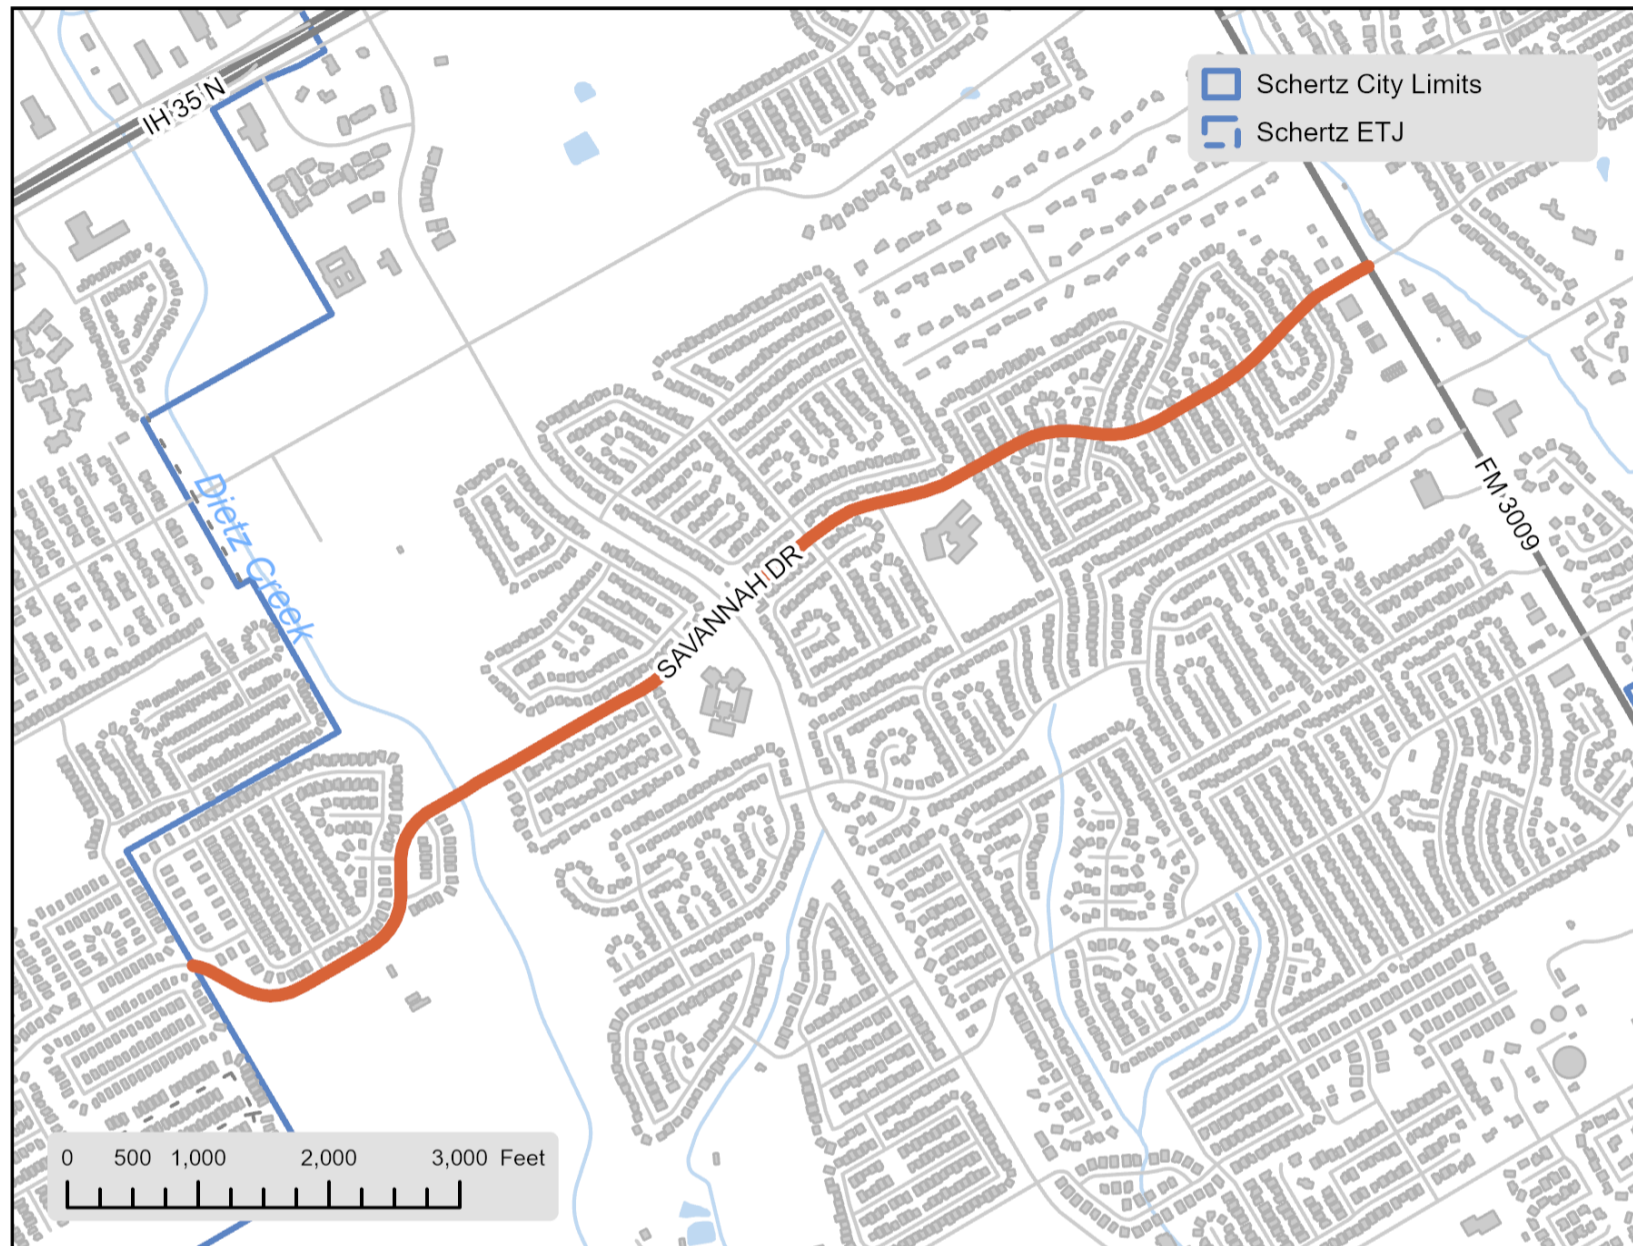 IH 35 N
Schertz City Limits
Schertz ETJ
Dietz Creek
SAVANNAH DR
FM 3009
0 500 1,000 2,000 3,000 Feet